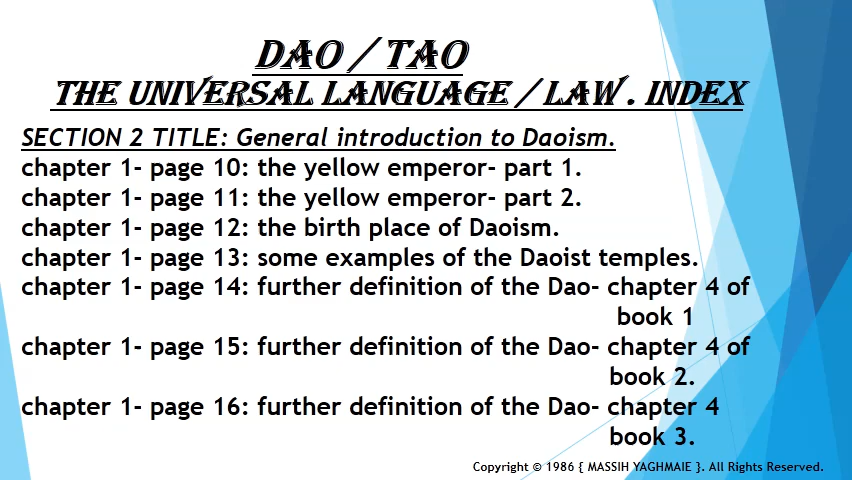 DAO / TAO
THE UNIVERSAL LANGUAGE / LAW . INDEX
SECTION 2 TITLE: General introduction to Daoism.
chapter 1- page 10: the yellow emperor- part 1.
chapter 1- page 11: the yellow emperor- part 2.
chapter 1- page 12: the birth place of Daoism.
chapter 1- page 13: some examples of the Daoist temples.
chapter 1- page 14: further definition of the Dao- chapter 4 of
book 1
chapter 1- page 15: further definition of the Dao- chapter 4 of
book 2.
chapter 1- page 16: further definition of the Dao- chapter 4
book 3.
Copyright © 1986 { MASSIH YAGHMAIE }. All Rights Reserved.